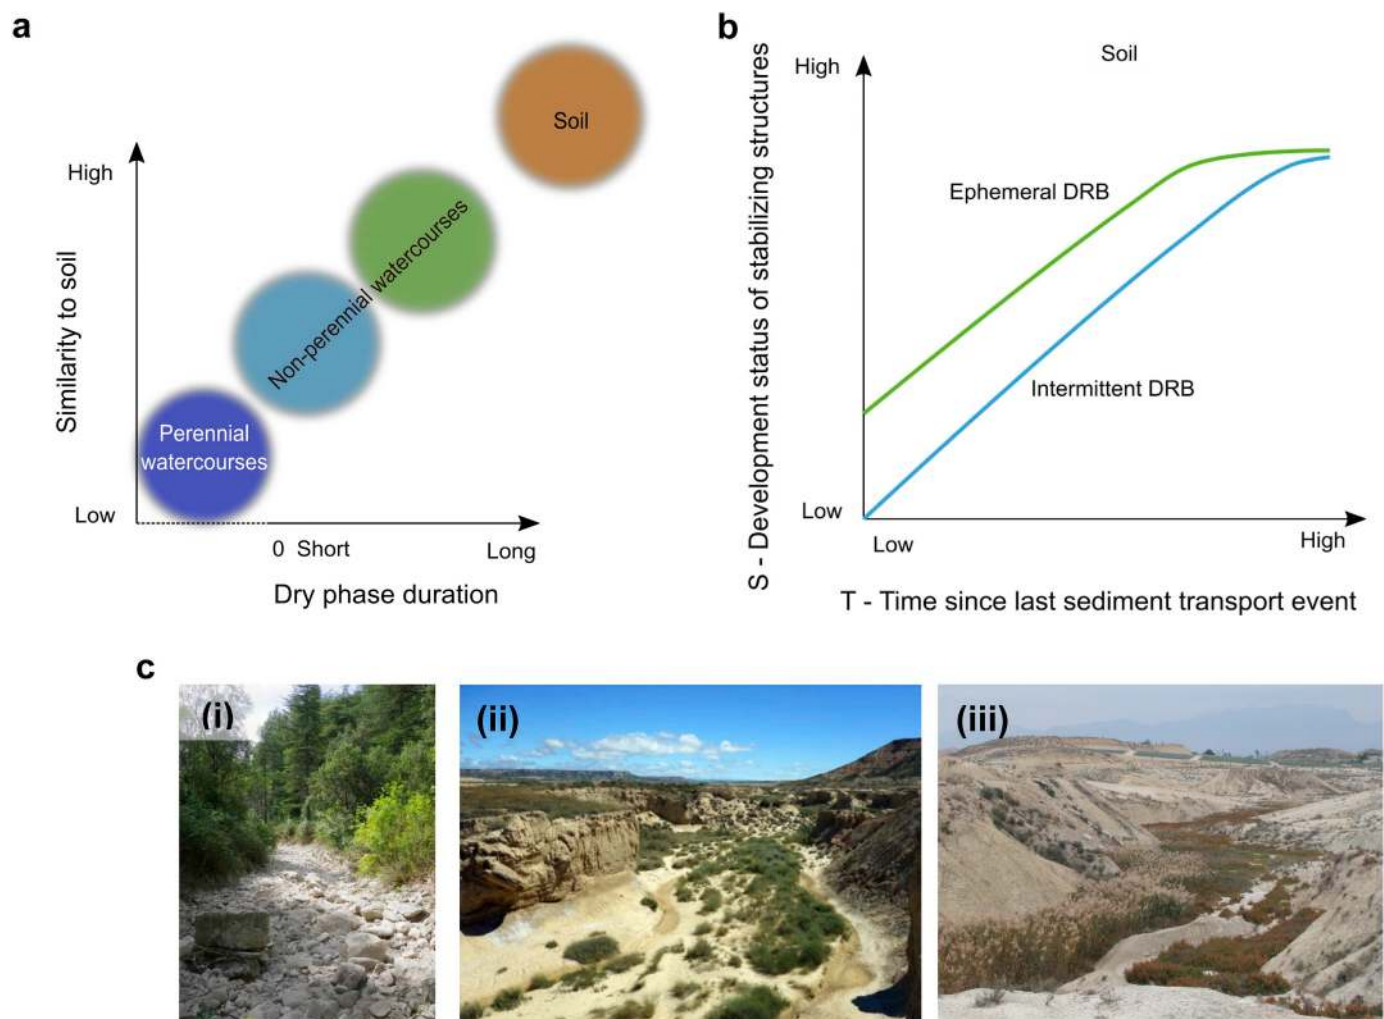 a
High
Similarity to soil
Low
0 Short
Long
Dry phase duration
Perennial
watercourses
Non-perennial watercourses
Soil
b
High
S - Development status of stabilizing structures
Low
Low
High
T - Time since last sediment transport event
Soil
Ephemeral DRB
Intermittent DRB
c
(i)
(ii)
(iii)